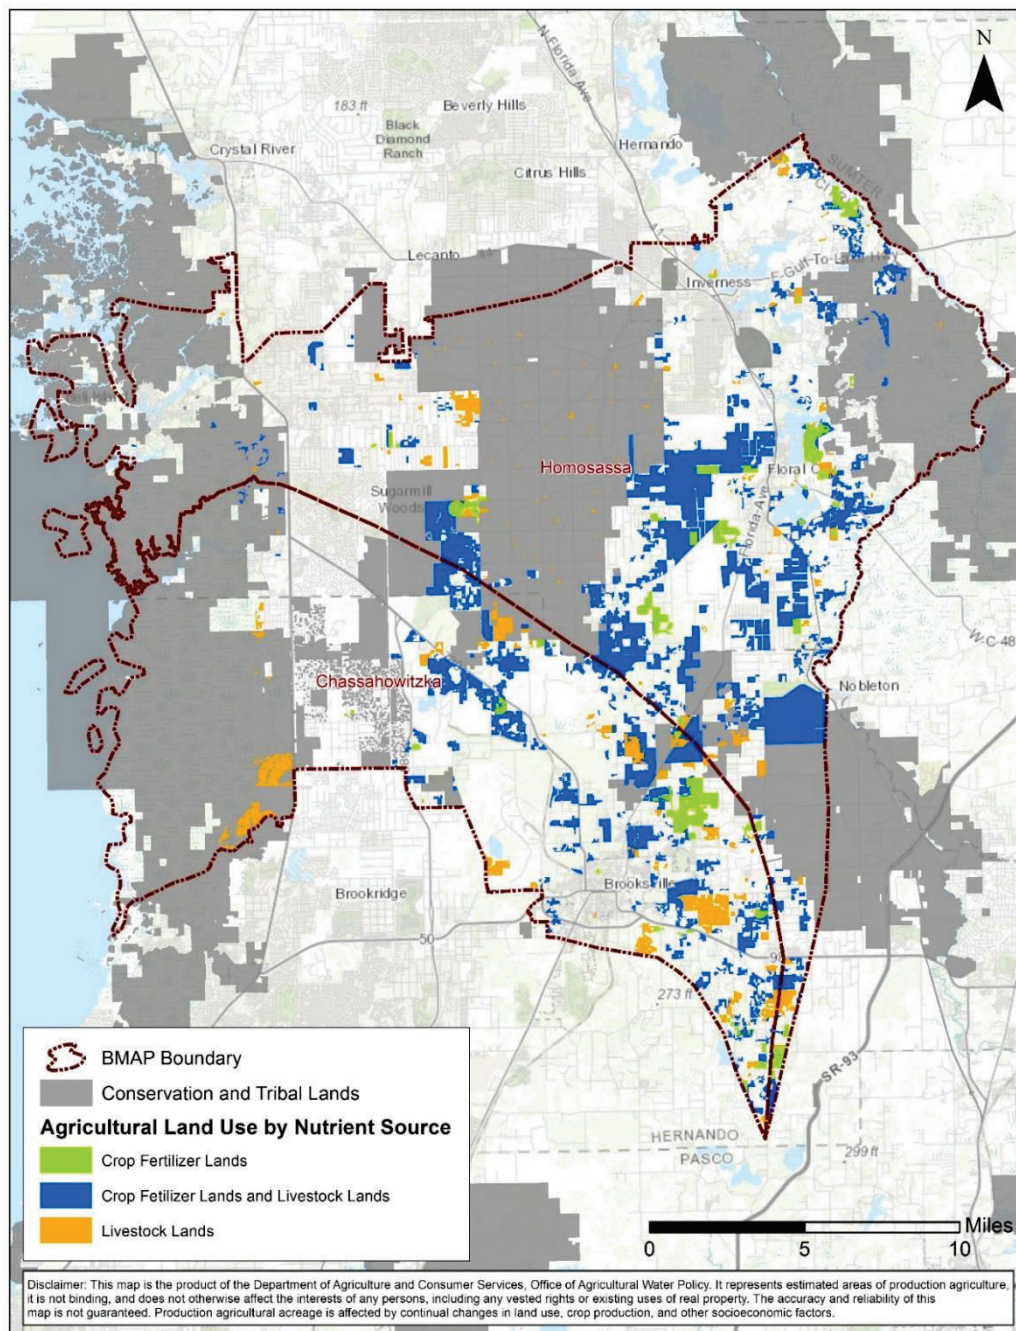 N
N Florida Ave
183 ft
Beverly Hills
Black
Diamond
Ranch
Crystal River
Hernando
Citrus Hills
SUMTER
Lecanto
44
44
E Gulf-To-Lake Hwy
Inverness
Homosassa
Floral C
Sugarmill
Woods
Florida Ave
W-C-48
Chassahowitzka
Nobleton
Brookridge
Brooksville
50
98
273 ft
SR-93
HERNANDO
PASCO
299 ft
BMAP Boundary
Conservation and Tribal Lands
Agricultural Land Use by Nutrient Source
Crop Fertilizer Lands
Crop Fetilizer Lands and Livestock Lands
Livestock Lands
Miles
0 5 10
Disclaimer: This map is the product of the Department of Agriculture and Consumer Services, Office of Agricultural Water Policy. It represents estimated areas of production agriculture,
it is not binding, and does not otherwise affect the interests of any persons, including any vested rights or existing uses of real property. The accuracy and reliability of this
map is not guaranteed. Production agricultural acreage is affected by continual changes in land use, crop production, and other socioeconomic factors.